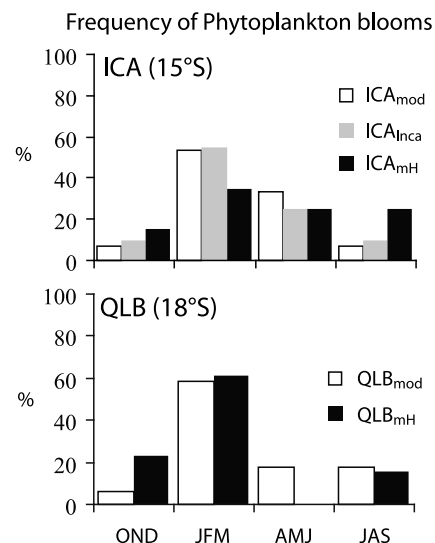 Frequency of Phytoplankton blooms
ICA (15°S)
100
80
60
40
20
0
%
ICAmod
ICAInca
ICAmH
QLB (18°S)
100
80
60
40
20
0
%
QLBmod
QLBmH
OND JFM AMJ JAS